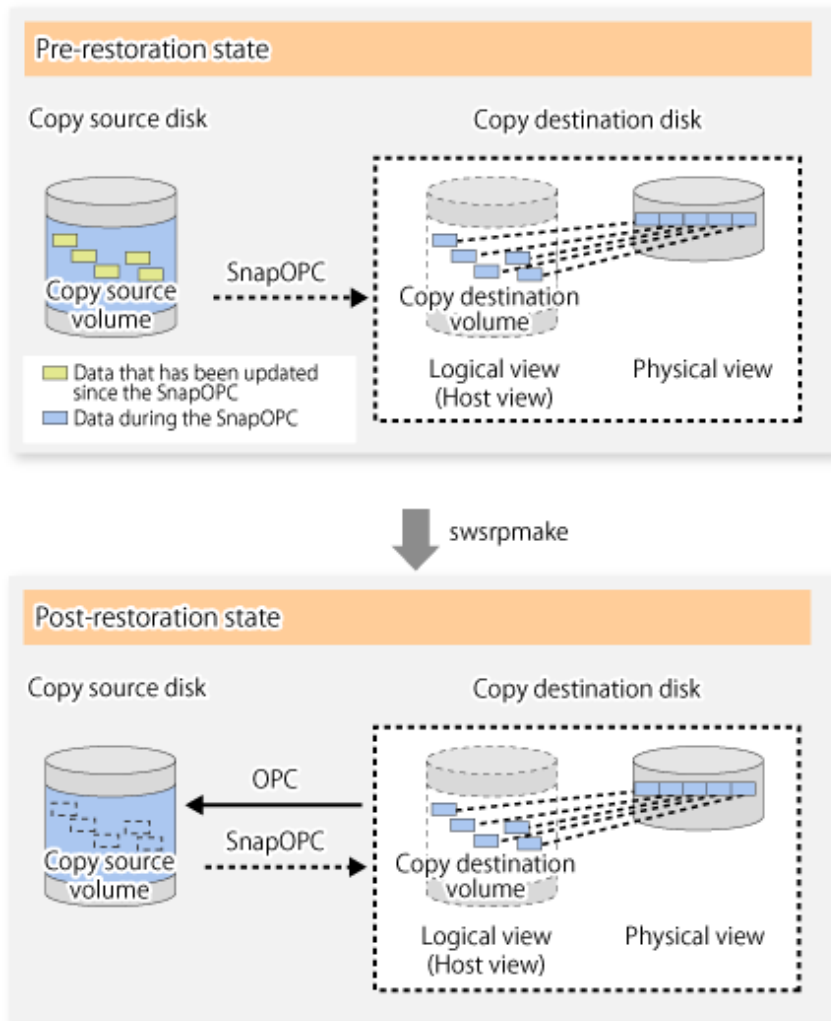 Pre-restoration state
Copy source disk
Copy destination disk
SnapOPC
Copy source
volume
Copy destination
volume
Logical view
(Host view)
Physical view
Data that has been updated
since the SnapOPC
Data during the SnapOPC
swsrpmake
Post-restoration state
Copy source disk
Copy destination disk
OPC
SnapOPC
Copy source
volume
Copy destination
volume
Logical view
(Host view)
Physical view